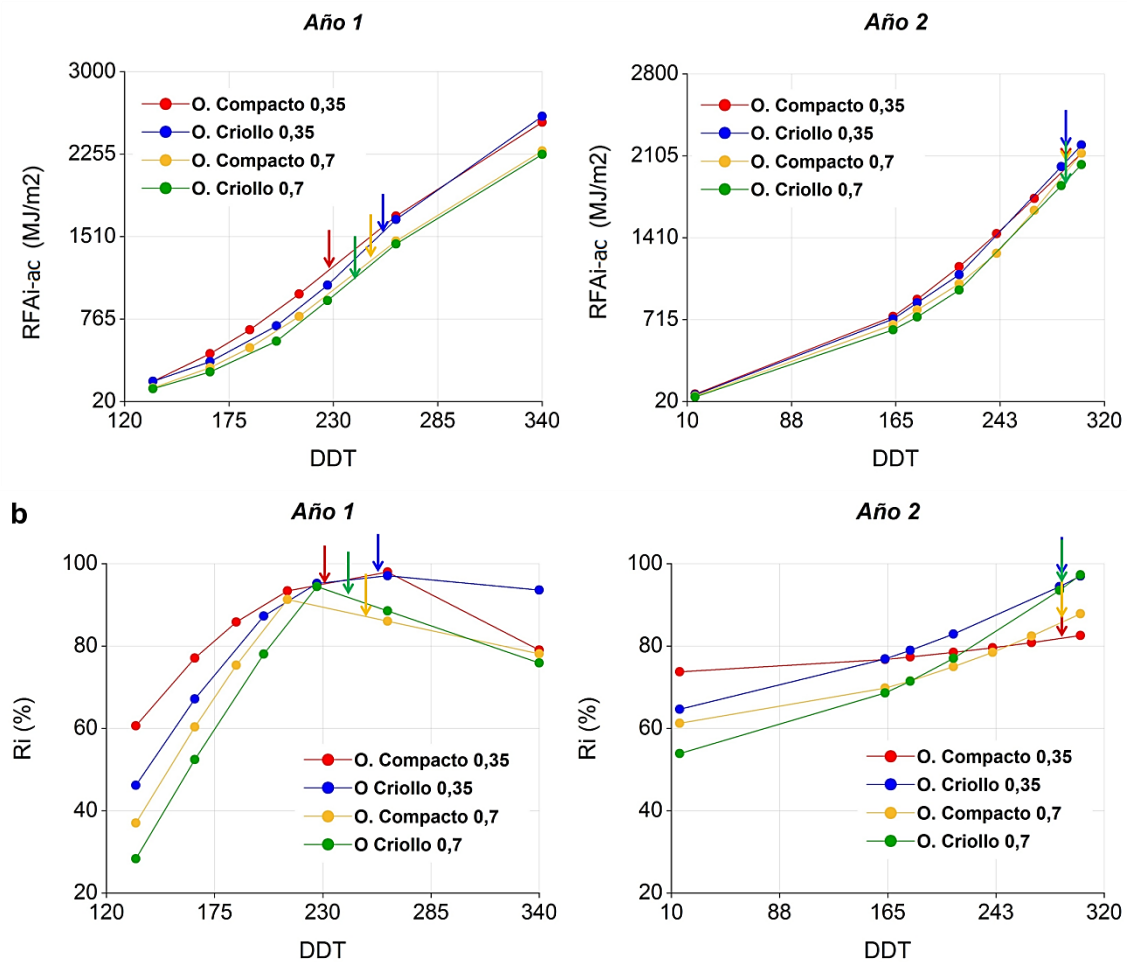 Año 1
Año 2
RFAi-ac (MJ/m2)
3000
2255
1510
765
20
O. Compacto 0,35
O. Criollo 0,35
O. Compacto 0,7
O. Criollo 0,7
120 175 230 285 340
DDT
RFAi-ac (MJ/m2)
2800
2105
1410
715
20
O. Compacto 0,35
O. Criollo 0,35
O. Compacto 0,7
O. Criollo 0,7
10 88 165 243 320
DDT
b
Año 1
Año 2
Ri (%)
100
80
60
40
20
O. Compacto 0,35
O Criollo 0,35
O. Compacto 0,7
O Criollo 0,7
120 175 230 285 340
DDT
Ri (%)
100
80
60
40
20
O. Compacto 0,35
O. Criollo 0,35
O. Compacto 0,7
O. Criollo 0,7
10 88 165 243 320
DDT